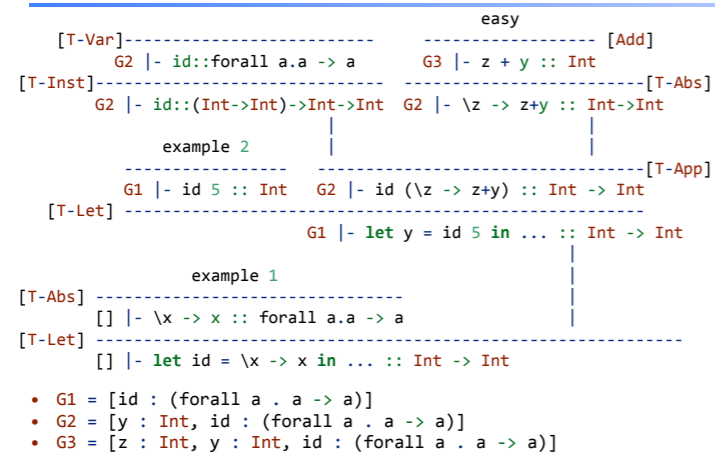 easy
[T-Var]-------------------------- ------------------ [Add]
G2 |- id::forall a.a -> a G3 |- z + y :: Int
[T-Inst]------------------------------ -------------------------[T-Abs]
G2 |- id::(Int->Int)->Int->Int G2 |- \z -> z+y :: Int->Int
| |
example 2 | |
----------------- ----------------------------------[T-App]
G1 |- id 5 :: Int G2 |- id (\z -> z+y) :: Int -> Int
[T-Let] ------------------------------------------------------
G1 |- let y = id 5 in ... :: Int -> Int
|
example 1 |
[T-Abs] -------------------------------- |
[] |- \x -> x :: forall a.a -> a |
[T-Let] -------------------------------------------------------------
[] |- let id = \x -> x in ... :: Int -> Int
• G1 = [id : (forall a . a -> a)]
• G2 = [y : Int, id : (forall a . a -> a)]
• G3 = [z : Int, y : Int, id : (forall a . a -> a)]